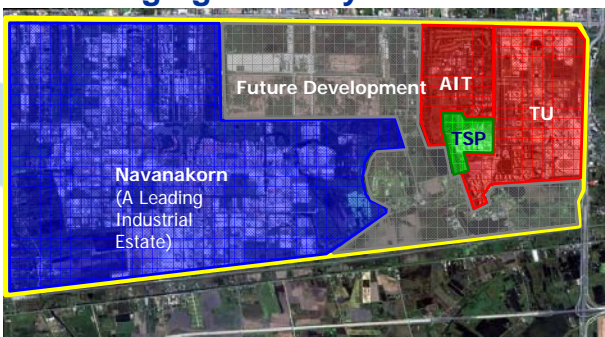 Future Development
AIT
TU
TSP
Navanakorn
(A Leading
Industrial
Estate)